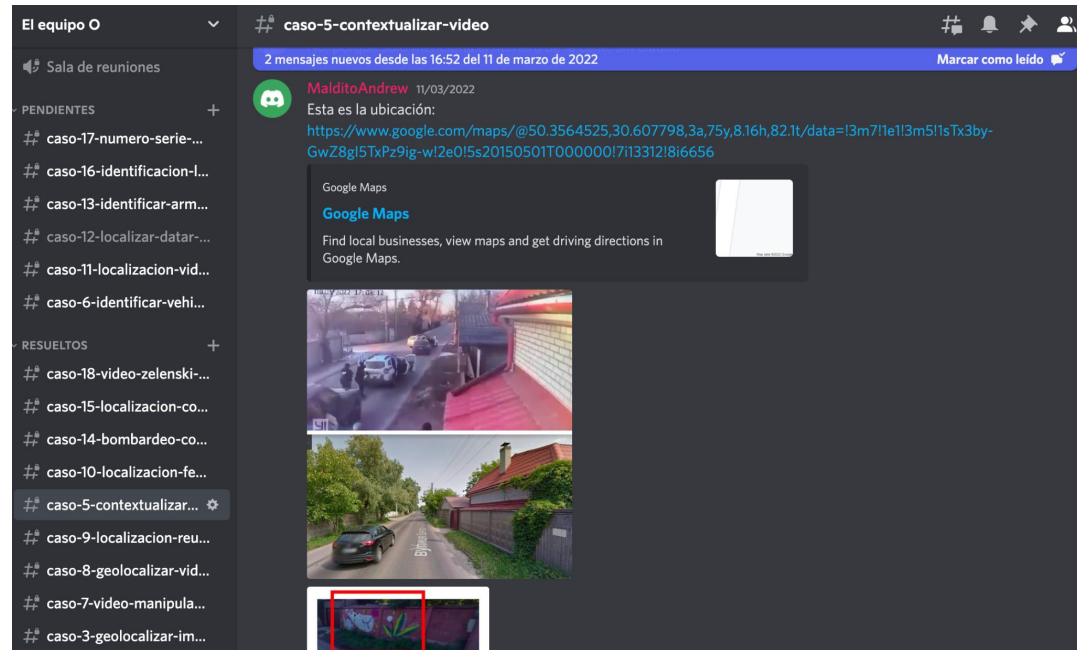 El equipo O
Sala de reuniones
PENDIENTES
caso-17-numero-serie-...
caso-16-identificacion-l...
caso-13-identificar-arm...
caso-12-localizar-datar-...
caso-11-localizacion-vid...
caso-6-identificar-vehi...
RESUELTOS
caso-18-video-zelenski-...
caso-15-localizacion-co...
caso-14-bombardeo-co...
caso-10-localizacion-fe...
caso-5-contextualizar...
caso-9-localizacion-reu...
caso-8-geolocalizar-vid...
caso-7-video-manipula...
caso-3-geolocalizar-im...
caso-5-contextualizar-video
2 mensajes nuevos desde las 16:52 del 11 de marzo de 2022
Marcar como leído
MalditoAndrew 11/03/2022
Esta es la ubicación:
https://www.google.com/maps/@50.3564525,30.607798,3a,75y,8.16h,82.1t/data=!3m7!1e1!3m5!1sTx3by-
GwZ8gI5TxPz9ig-w!2e0!5s20150501T000000!7i13312!8i6656
Google Maps
Google Maps
Find local businesses, view maps and get driving directions in
Google Maps.